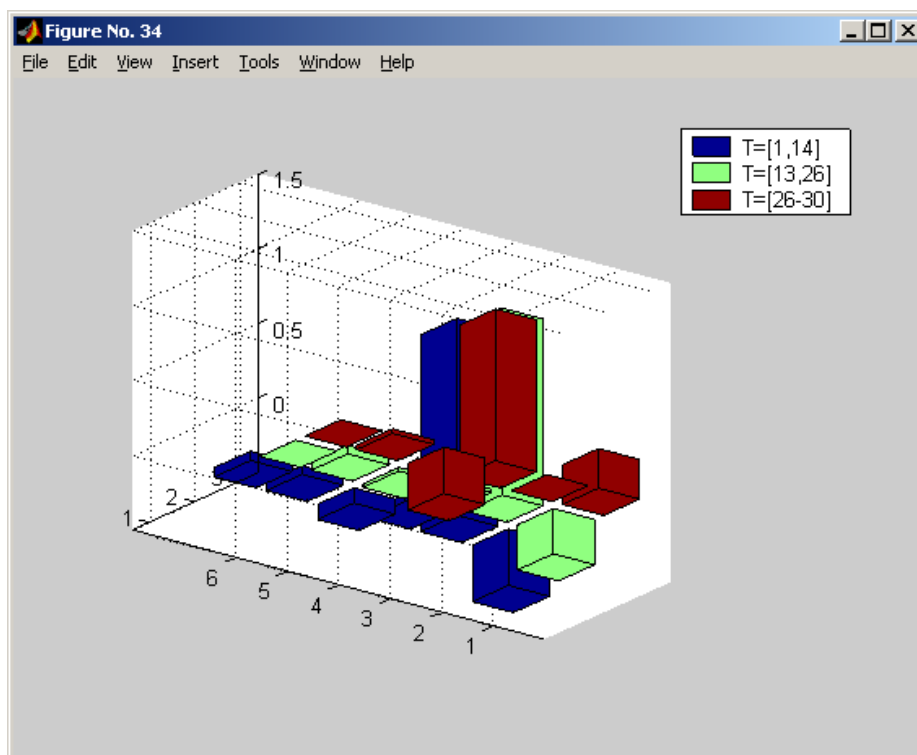 Figure No. 34
File Edit View Insert Tools Window Help
T=[1,14]
T=[13,26]
T=[26-30]
1.5
1
0.5
0
3
2
1
6
5
4
3
2
1